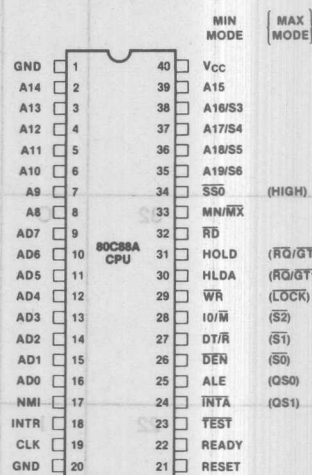 MIN MODE MAX MODE
GND 1 40 VCC
A14 2 39 A15
A13 3 38 A16/S3
A12 4 37 A17/S4
A11 5 36 A18/S5
A10 6 35 A19/S6
A9 7 34 SS0 (HIGH)
A8 8 33 MN/MX
AD7 9 32 RD
80C88A CPU
AD6 10 31 HOLD (RQ/GT
AD5 11 30 HLDA (RQ/GT
AD4 12 29 WR (LOCK)
AD3 13 28 IO/M (S2)
AD2 14 27 DT/R (S1)
AD1 15 26 DEN (S0)
AD0 16 25 ALE (QS0)
NMI 17 24 INTA (QS1)
INTR 18 23 TEST
CLK 19 22 READY
GND 20 21 RESET